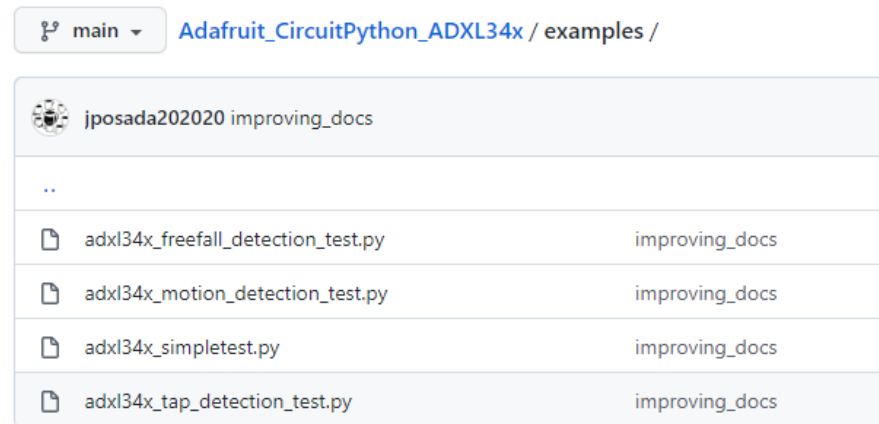 main Adafruit_CircuitPython_ADXL34x / examples /
jposada202020 improving_docs
..
adxl34x_freefall_detection_test.py improving_docs
adxl34x_motion_detection_test.py improving_docs
adxl34x_simpletest.py improving_docs
adxl34x_tap_detection_test.py improving_docs